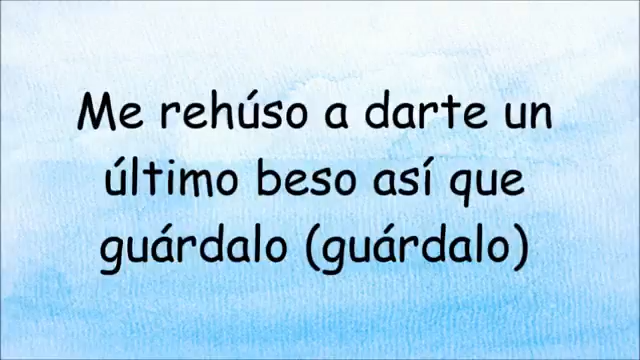 Me rehúso a darte un
último beso así que
guárdalo (guárdalo)